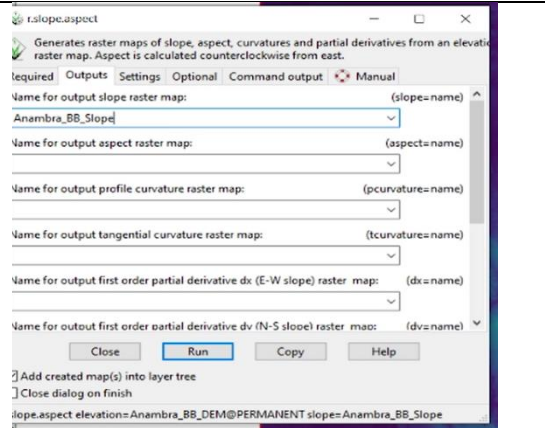 r.slope.aspect
Generates raster maps of slope, aspect, curvatures and partial derivatives from an elevatio
raster map. Aspect is calculated counterclockwise from east.
equired Outputs Settings Optional Command output Manual
Name for output slope raster map: (slope=name)
Anambra_BB_Slope
Name for output aspect raster map: (aspect=name)
Name for output profile curvature raster map: (pcurvature=name)
Name for output tangential curvature raster map: (tcurvature=name)
Name for output first order partial derivative dx (E-W slope) raster map: (dx=name)
Name for output first order partial derivative dy (N-S slope) raster map: (dy=name)
Close Run Copy Help
Add created map(s) into layer tree
Close dialog on finish
slope.aspect elevation=Anambra_BB_DEM@PERMANENT slope=Anambra_BB_Slope